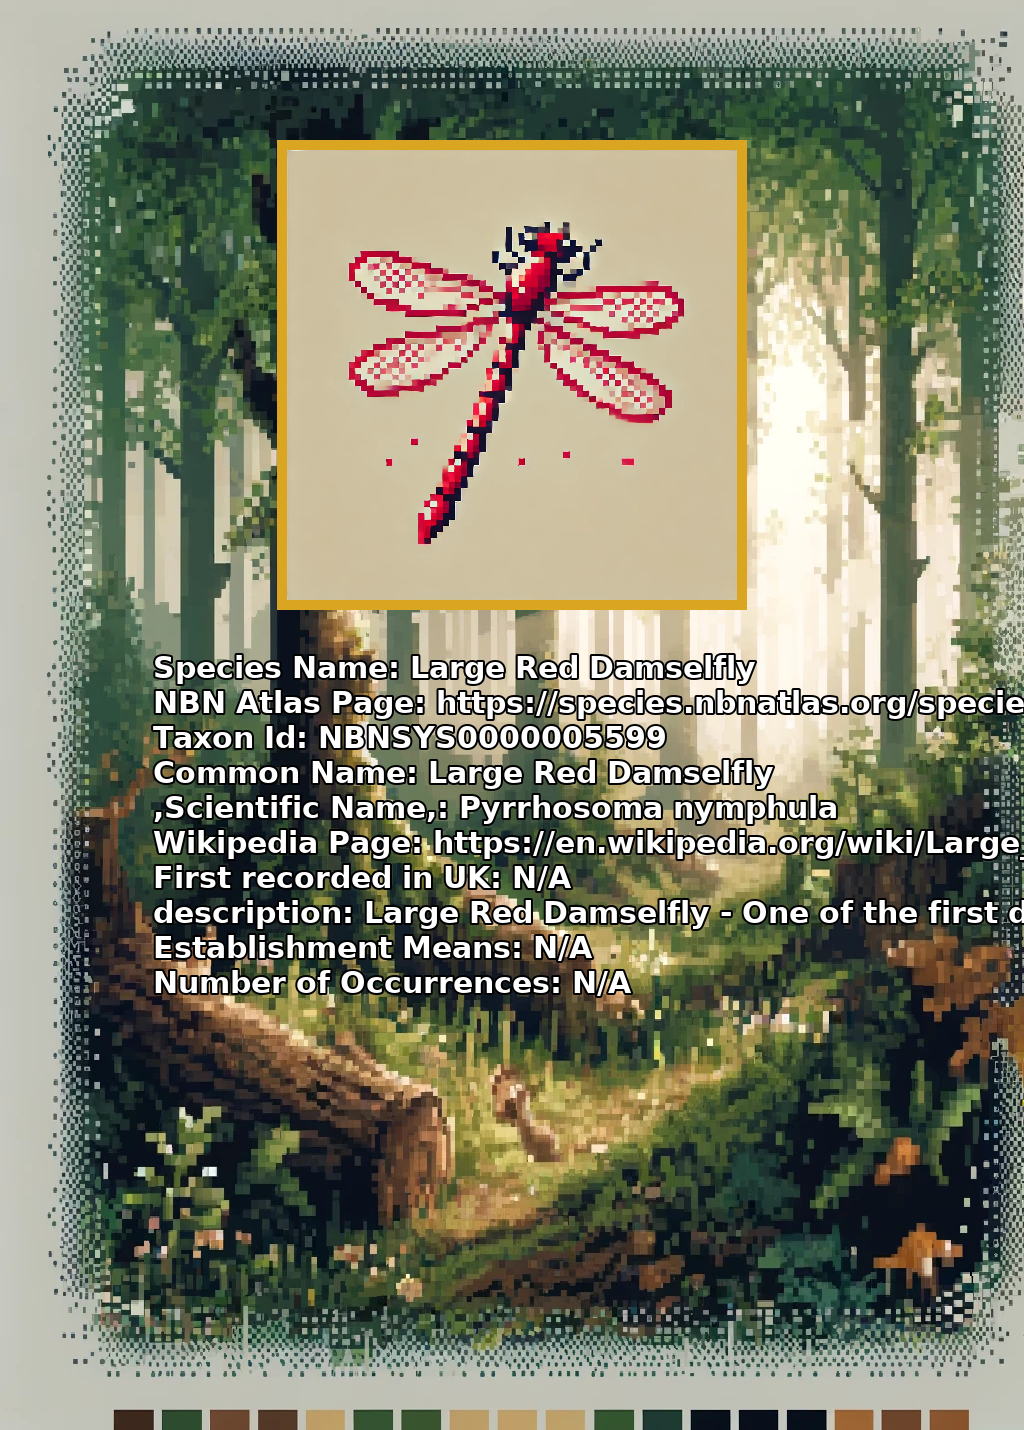 Species Name: Large Red Damselfly
NBN Atlas Page: https://species.nbnatlas.org/specie
Taxon Id: NBNSYS0000005599
Common Name: Large Red Damselfly
,Scientific Name,: Pyrrhosoma nymphula
Wikipedia Page: https://en.wikipedia.org/wiki/Large_
First recorded in UK: N/A
description: Large Red Damselfly - One of the first d
Establishment Means: N/A
Number of Occurrences: N/A